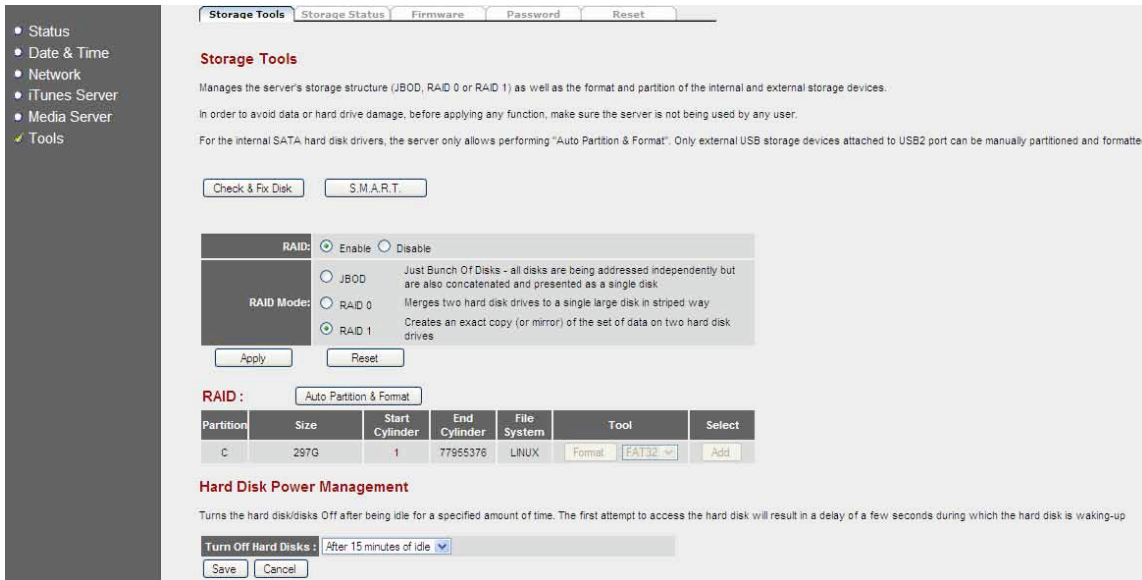 Storage Tools Storage Status Firmware Password Reset
Status
Date & Time
Network
iTunes Server
Media Server
Tools
Storage Tools
Manages the server's storage structure (JBOD, RAID 0 or RAID 1) as well as the format and partition of the internal and external storage devices.
In order to avoid data or hard drive damage, before applying any function, make sure the server is not being used by any user.
For the internal SATA hard disk drivers, the server only allows performing "Auto Partition & Format". Only external USB storage devices attached to USB2 port can be manually partitioned and formatte
Check & Fix Disk S.M.A.R.T.
RAID: Enable Disable
RAID Mode:
JBOD Just Bunch Of Disks - all disks are being addressed independently but
are also concatenated and presented as a single disk
RAID 0 Merges two hard disk drives to a single large disk in striped way
RAID 1 Creates an exact copy (or mirror) of the set of data on two hard disk
drives
Apply Reset
RAID : Auto Partition & Format
Partition Size Start Cylinder End Cylinder File System Tool Select
C 297G 1 77955376 LINUX Format FAT32 Add
Hard Disk Power Management
Turns the hard disk/disks Off after being idle for a specified amount of time. The first attempt to access the hard disk will result in a delay of a few seconds during which the hard disk is waking-up
Turn Off Hard Disks : After 15 minutes of idle
Save Cancel